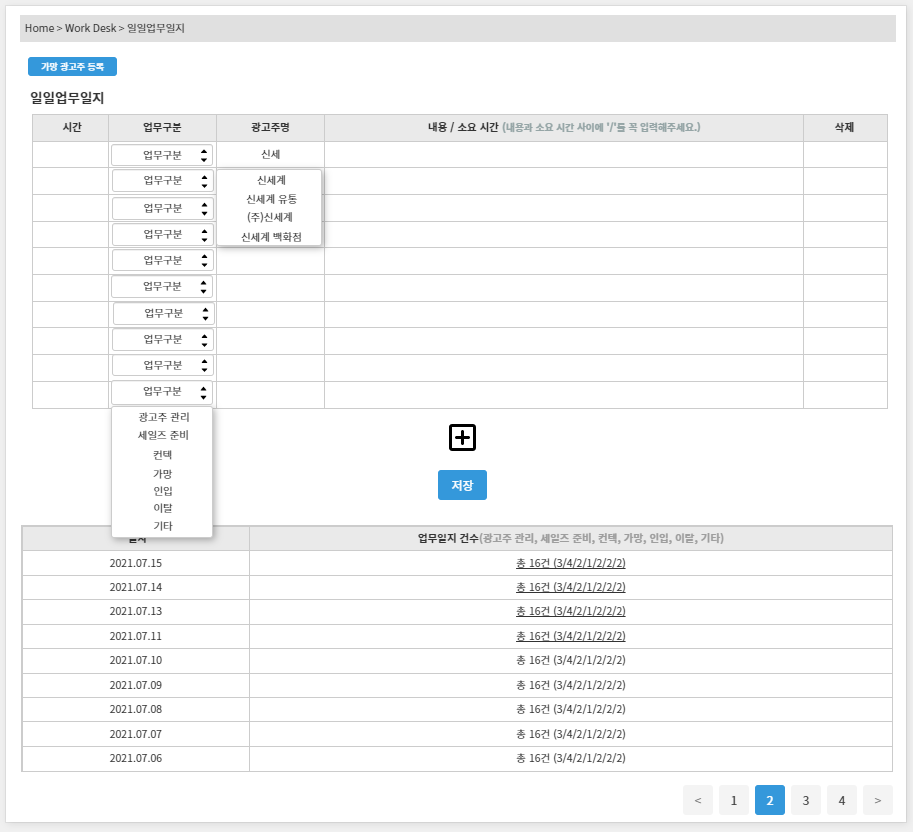 Home > Work Desk > 일일업무일지
가망 광고주 등록
일일업무일지
시간 업무구분 광고주명 내용 / 소요 시간 (내용과 소요 시간 사이에 '/'를 꼭 입력해주세요.) 삭제
업무구분 신세
업무구분 신세계
신세계 유통
업무구분 (주)신세계
업무구분 신세계 백화점
업무구분
업무구분
업무구분
업무구분
업무구분
업무구분
광고주 관리
세일즈 준비
컨텍
가망
인입
이탈
기타
저장
업무일지 건수(광고주 관리, 세일즈 준비, 컨텍, 가망, 인입, 이탈, 기타)
2021.07.15 총 16건 (3/4/2/1/2/2/2)
2021.07.14 총 16건 (3/4/2/1/2/2/2)
2021.07.13 총 16건 (3/4/2/1/2/2/2)
2021.07.11 총 16건 (3/4/2/1/2/2/2)
2021.07.10 총 16건 (3/4/2/1/2/2/2)
2021.07.09 총 16건 (3/4/2/1/2/2/2)
2021.07.08 총 16건 (3/4/2/1/2/2/2)
2021.07.07 총 16건 (3/4/2/1/2/2/2)
2021.07.06 총 16건 (3/4/2/1/2/2/2)
< 1 2 3 4 >